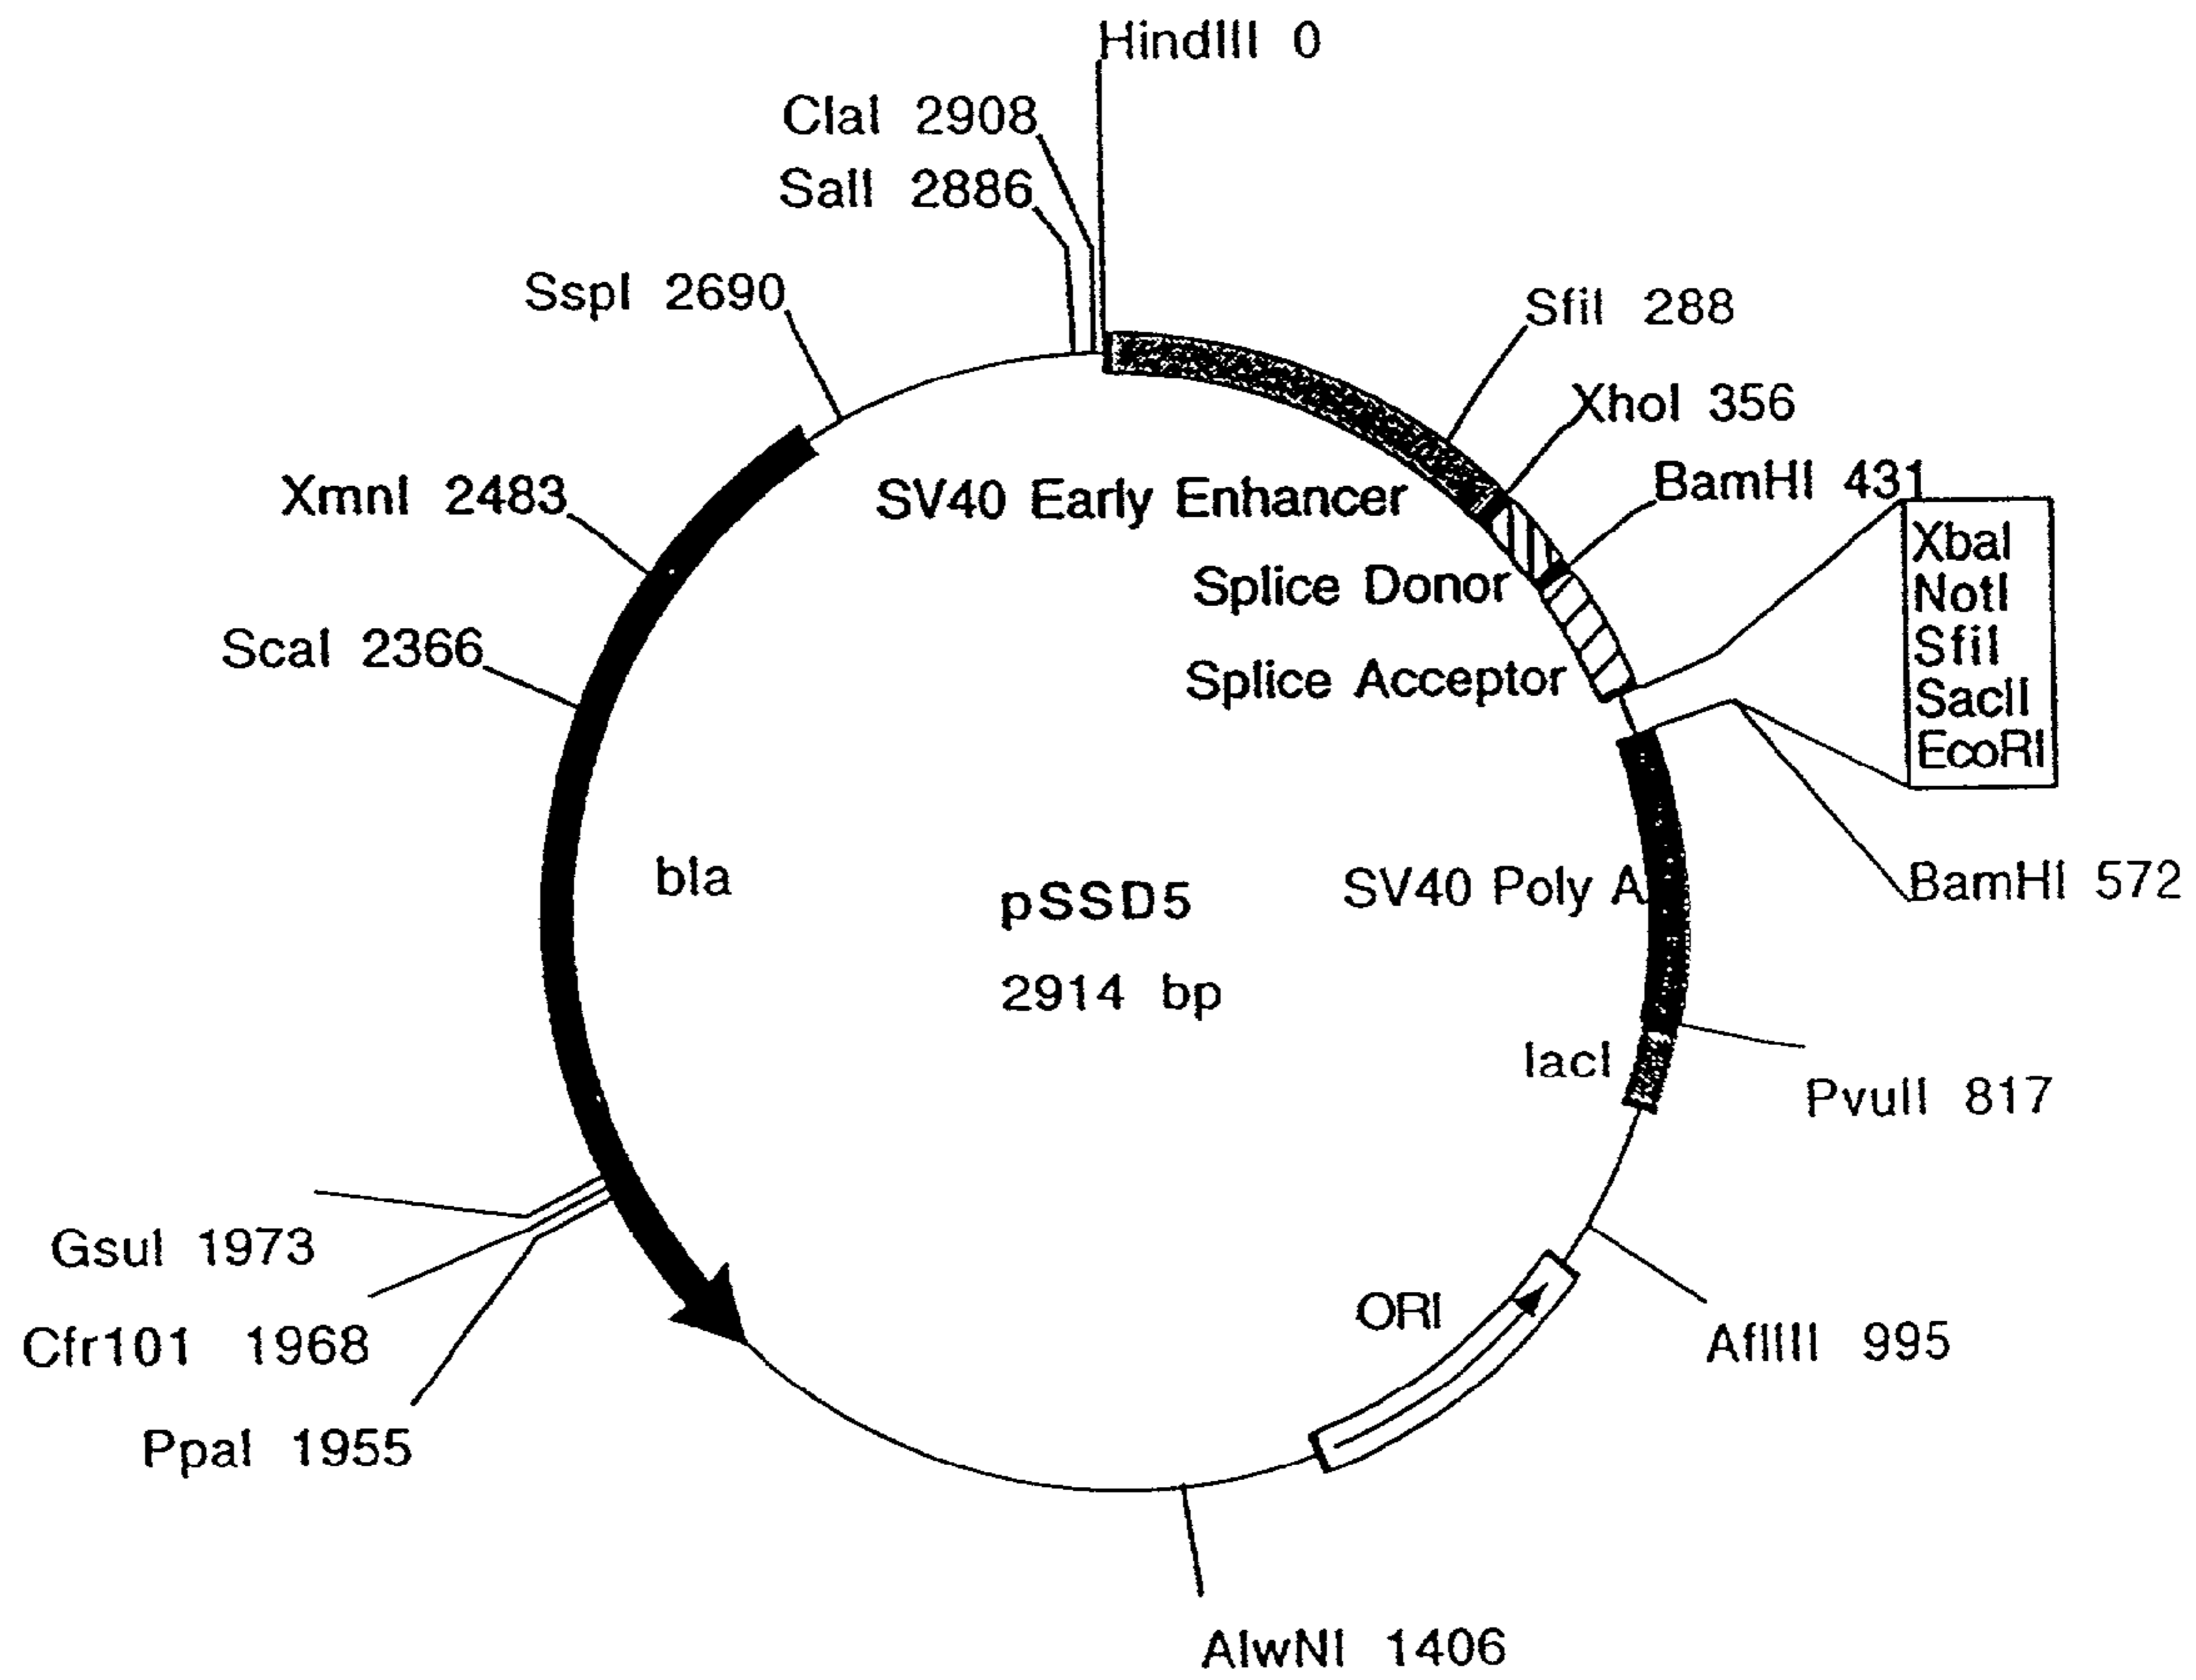 HindIII 0
ClaI 2908
SalI 2886
SspI 2690
SfiI 288
XhoI 356
BamHI 431
XmnI 2483
SV40 Early Enhancer
XbaI
NotI
SfiI
SacII
EcoRI
Splice Donor
ScaI 2366
Splice Acceptor
bla
pSSD5
2914 bp
SV40 Poly A
BamHI 572
lacI
PvuII 817
GsuI 1973
Cfr101 1968
PpaI 1955
ORI
AflIII 995
AlwNI 1406